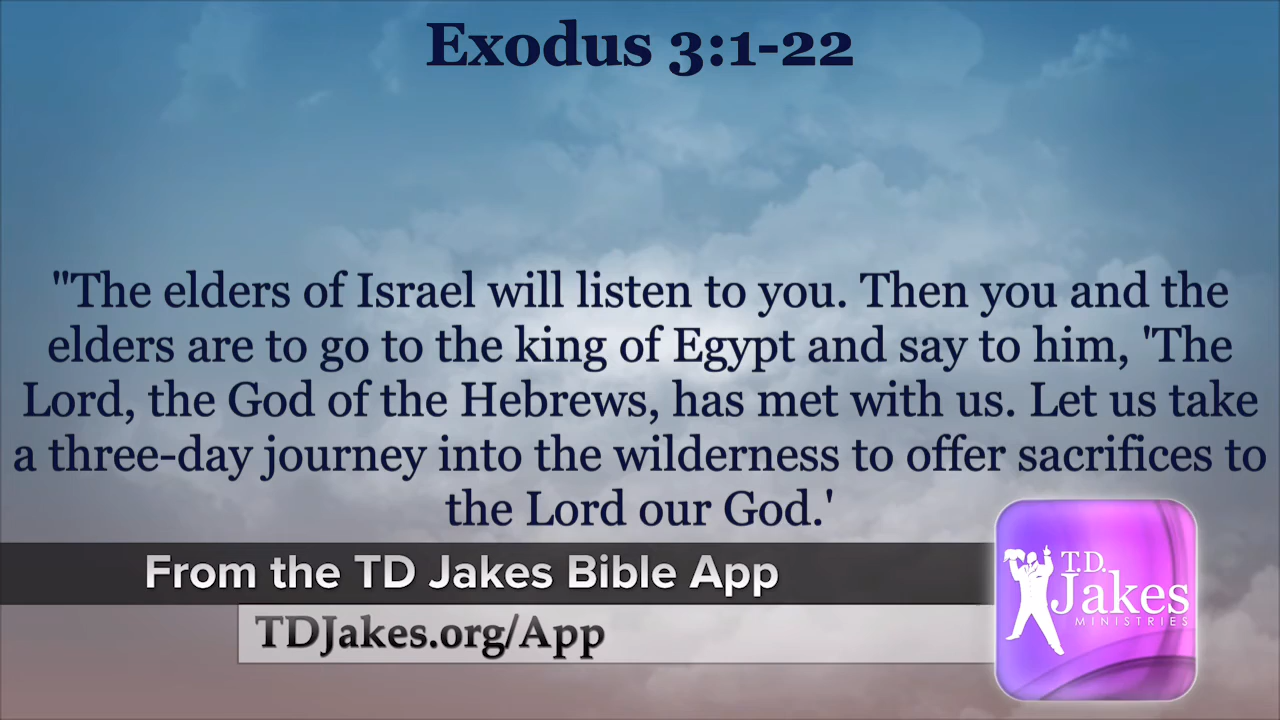 Exodus 3:1-22
"The elders of Israel will listen to you. Then you and the
elders are to go to the king of Egypt and say to him, 'The
Lord, the God of the Hebrews, has met with us. Let us take
a three-day journey into the wilderness to offer sacrifices to
the Lord our God.'
From the TD Jakes Bible App
TDJakes.org/App
T.D.
Jakes
MINISTRIES